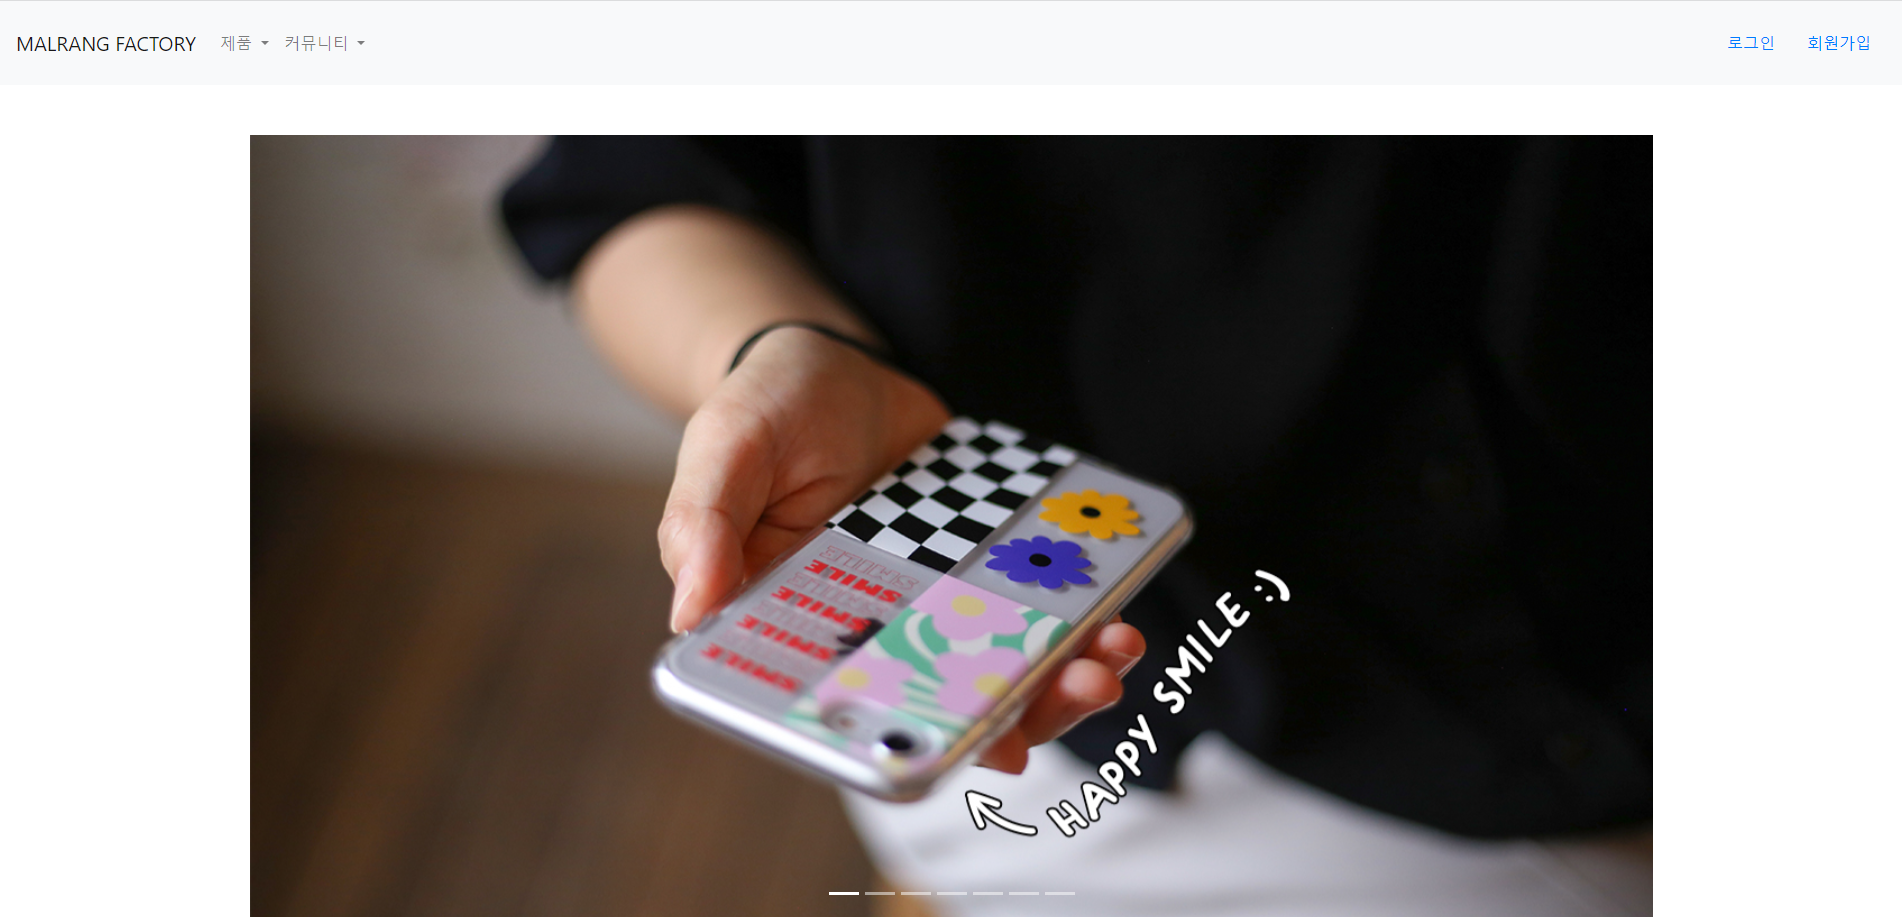 MALRANG FACTORY
제품
커뮤니티
로그인
회원가입
SMILE
SMILE
SMILE
SMILE
SMILE
SMILE
HAPPY SMILE :)